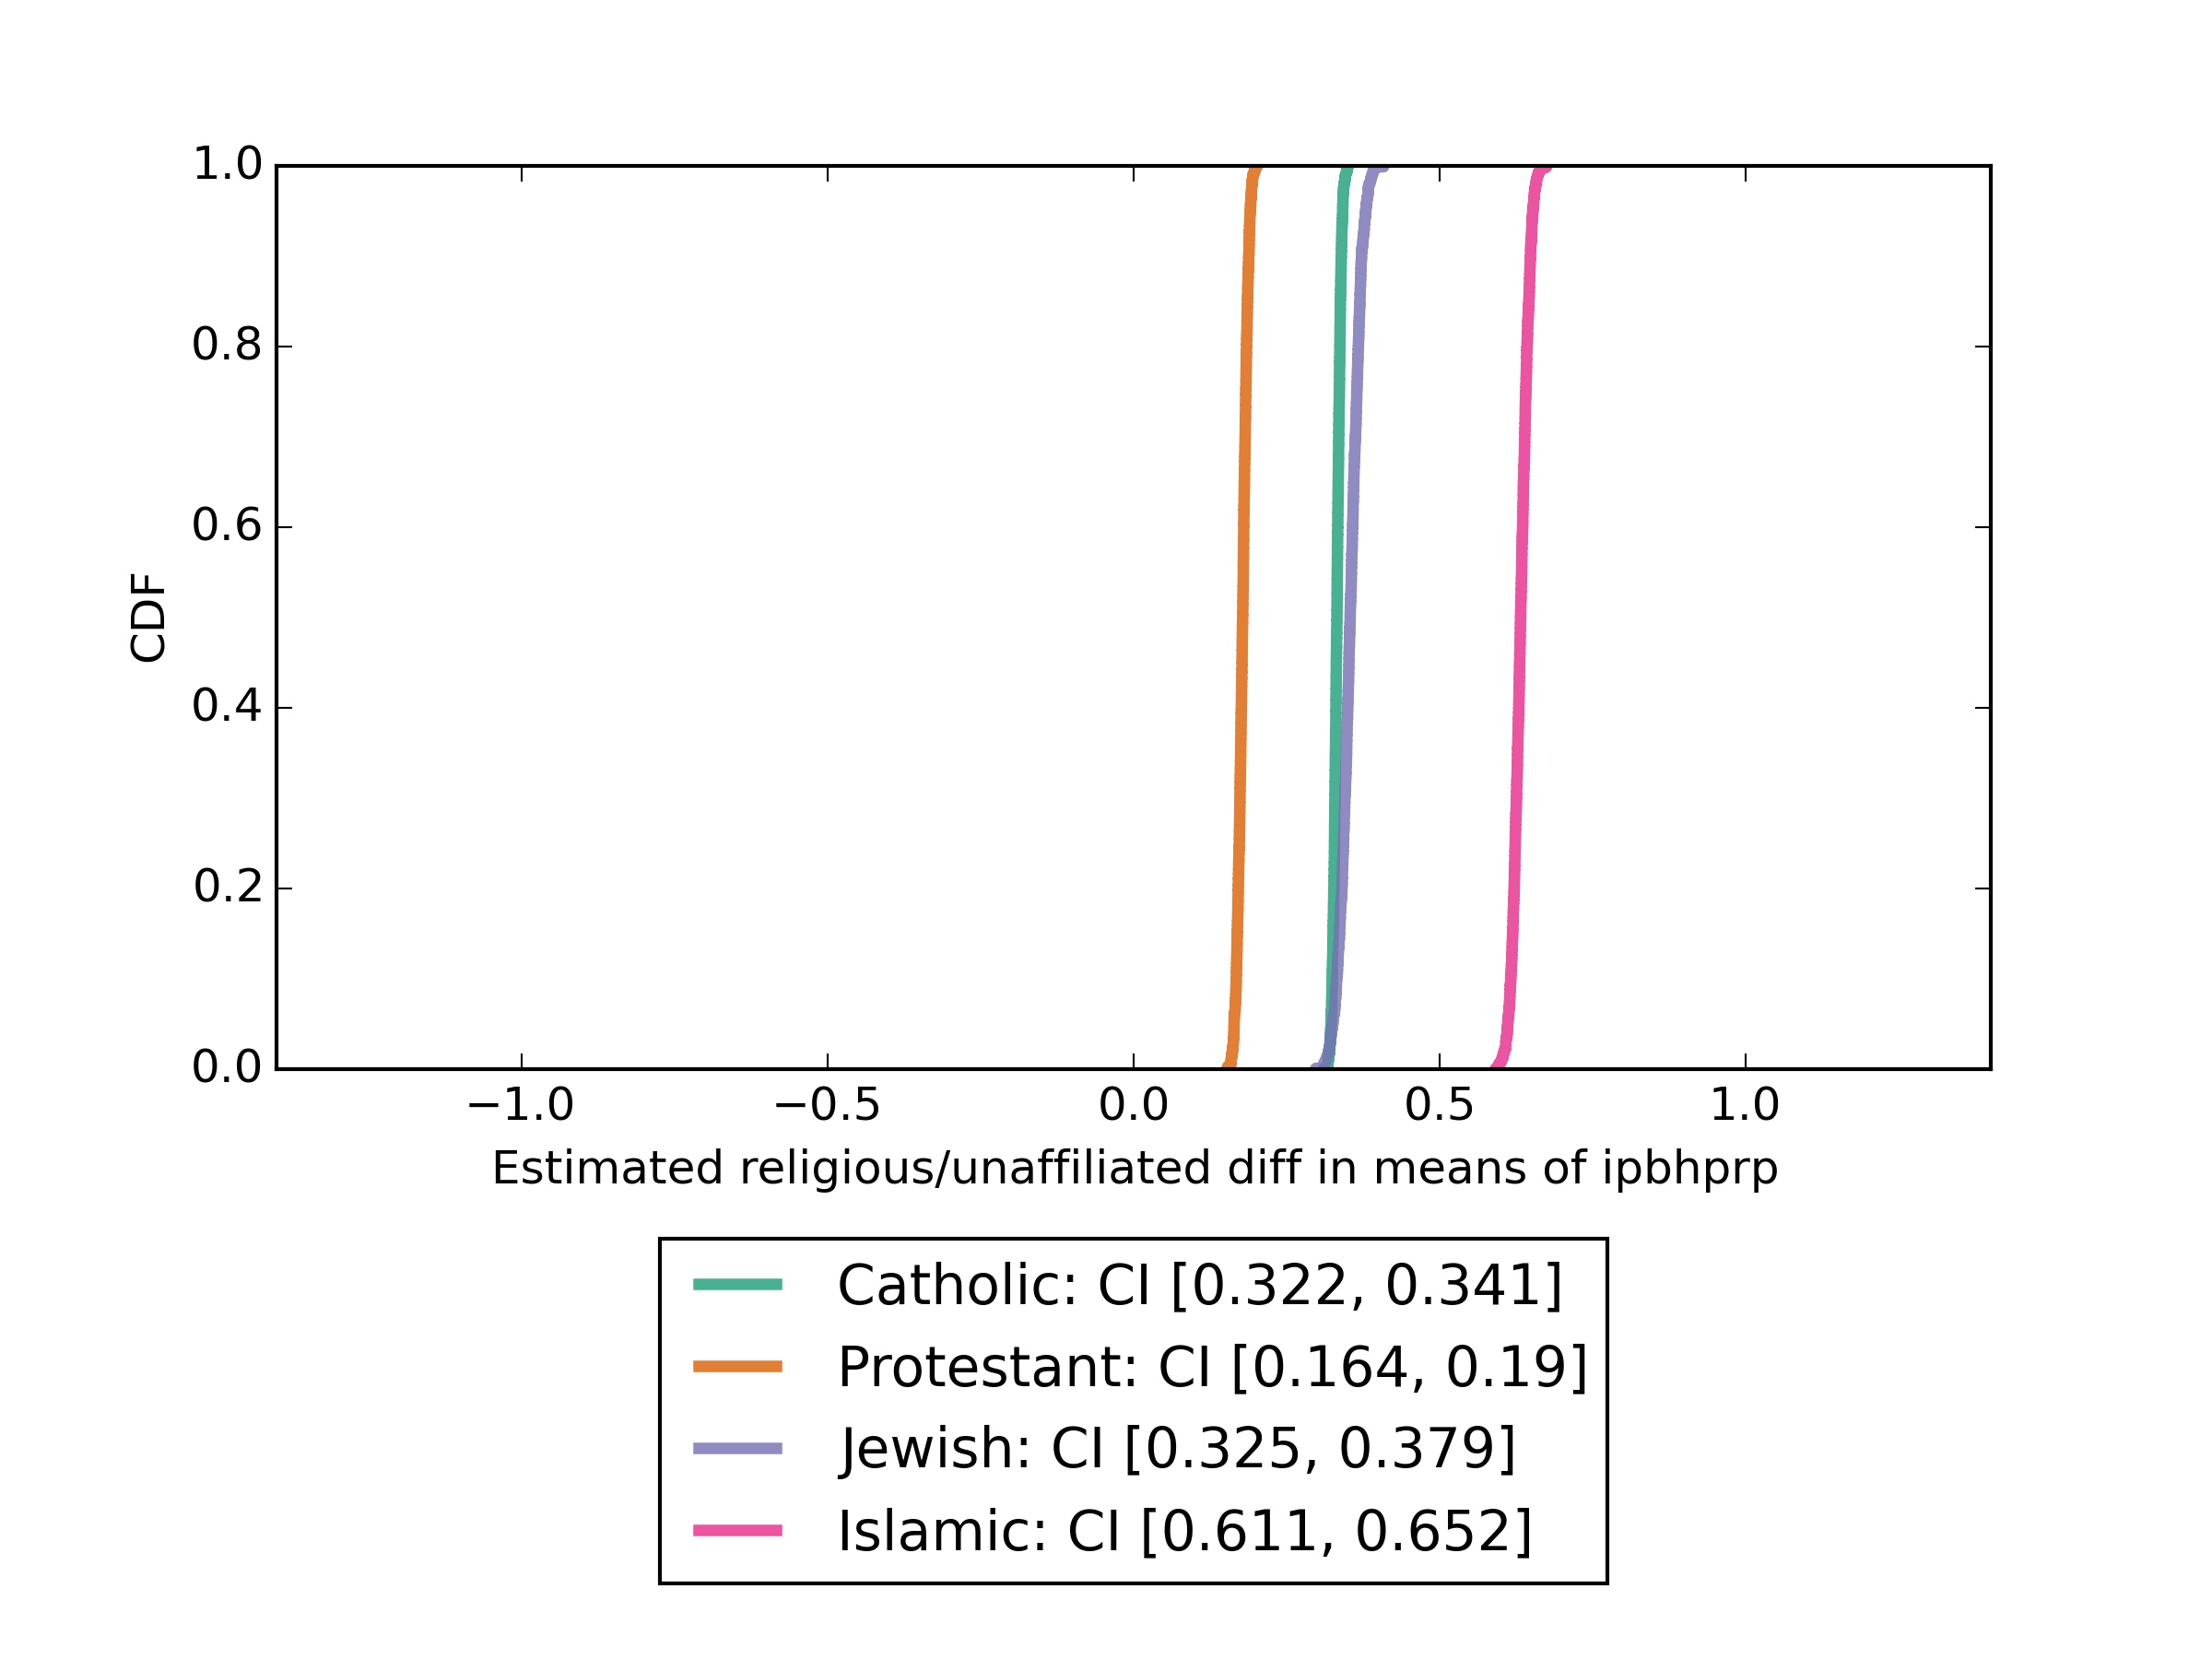 1.0
0.8
0.6
0.4
0.2
0.0
CDF
−1.0 −0.5 0.0 0.5 1.0
Estimated religious/unaffiliated diff in means of ipbhprp
Catholic: CI [0.322, 0.341]
Protestant: CI [0.164, 0.19]
Jewish: CI [0.325, 0.379]
Islamic: CI [0.611, 0.652]